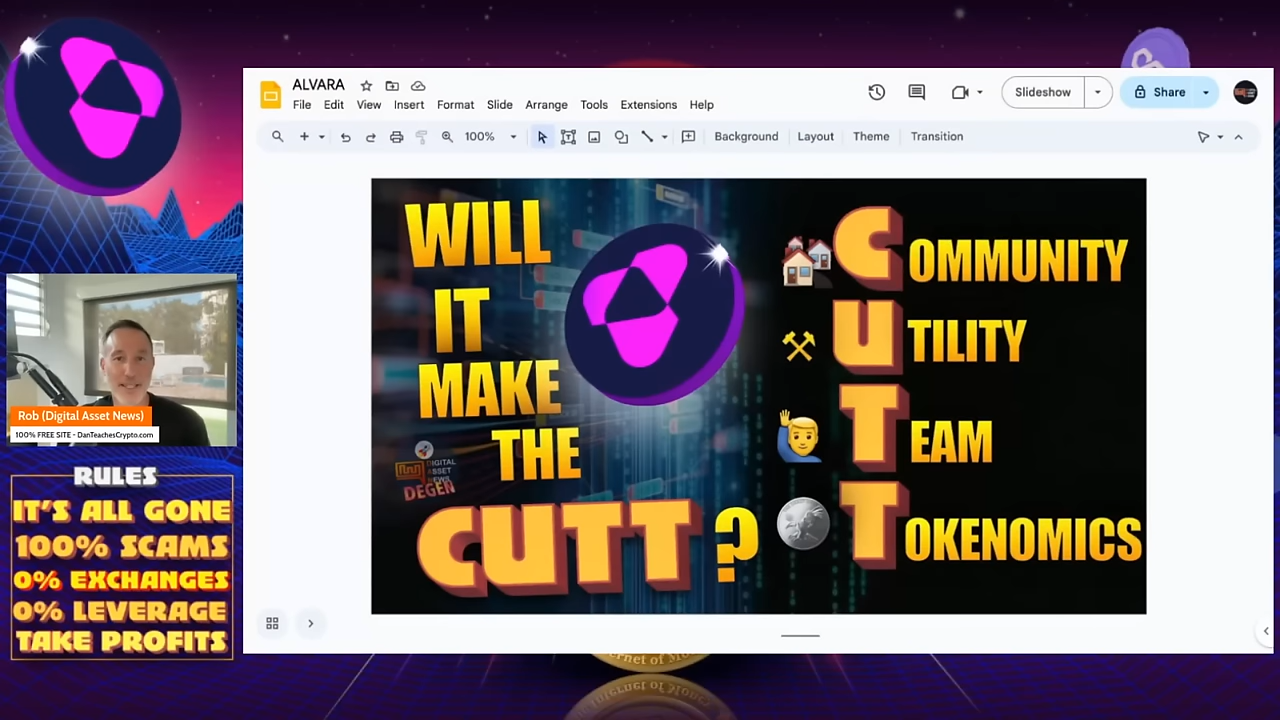 ALVARA
File Edit View Insert Format Slide Arrange Tools Extensions Help
Slideshow
Share
100%
Background Layout Theme Transition
WILL
IT
MAKE
THE
CUTT ?
DIGITAL
ASSET
NEWS
DEGEN
COMMUNITY
UTILITY
TEAM
TOKENOMICS
Rob (Digital Asset News)
100% FREE SITE - DanTeachesCrypto.com
RULES
IT'S ALL GONE
100% SCAMS
0% EXCHANGES
0% LEVERAGE
TAKE PROFITS